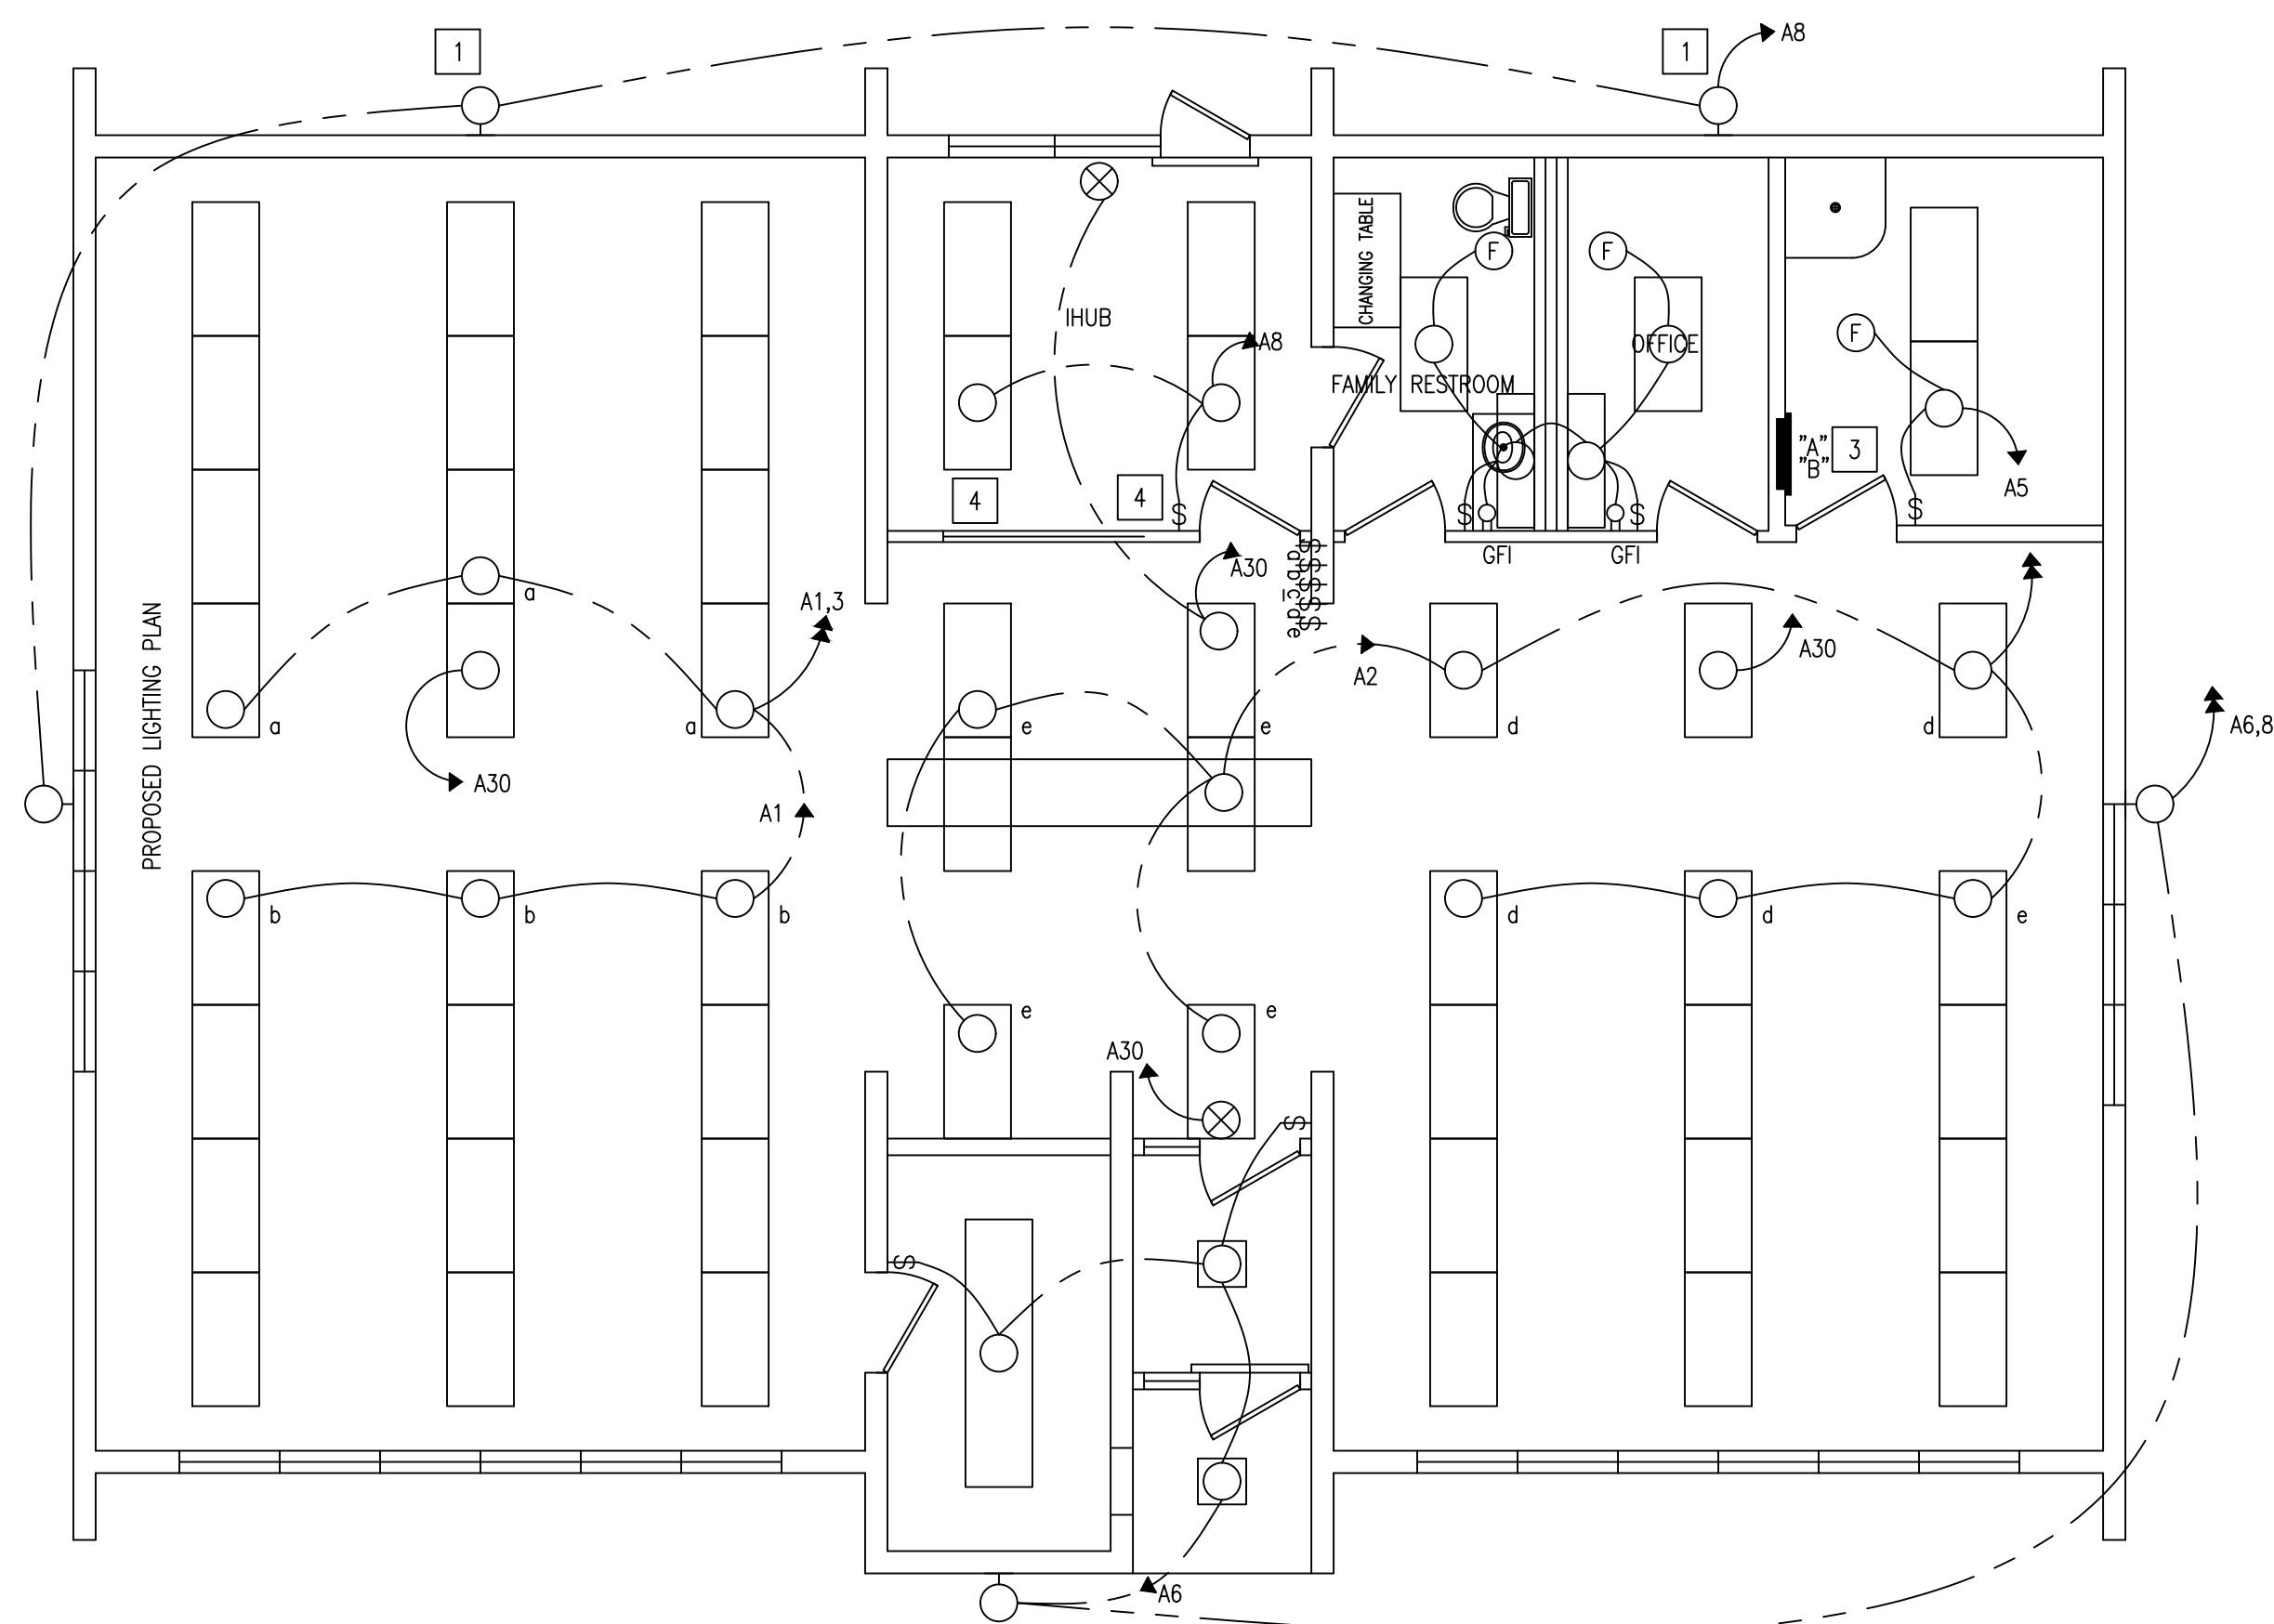 1
1
A8
CHANGING TABLE
F
F
F
IHUB
A8
OFFICE
FAMILY RESTROOM
"A"
"B"
3
4
4
A5
S
S
S
S
GFI
GFI
A30
S S S S S
a b c d e
a
A1,3
A30
A2
PROPOSED LIGHTING PLAN
a
a
e
e
d
d
A6,8
A30
A1
b
b
b
d
d
e
e
e
A30
S
S
A6